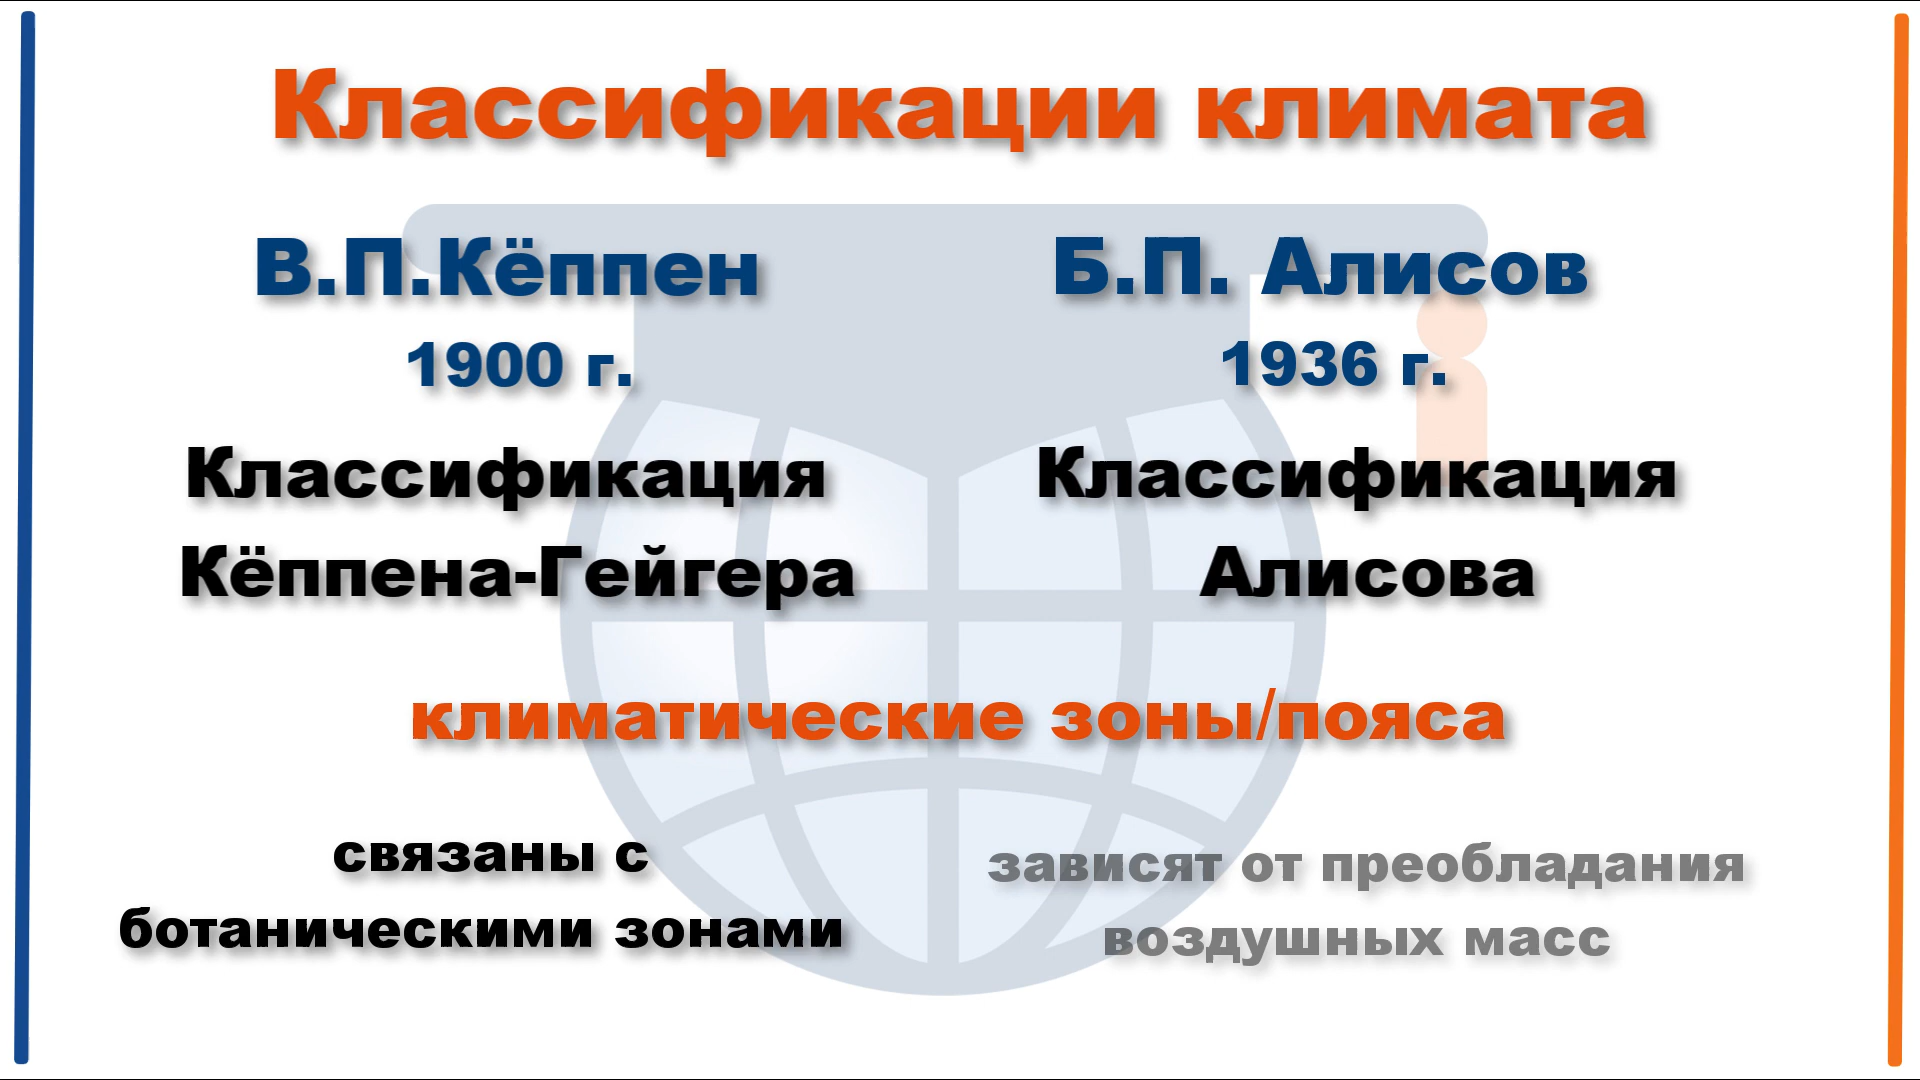 Классификации климата
В.П.Кёппен
1900 г.
Классификация
Кёппена-Гейгера
Б.П. Алисов
1936 г.
Классификация
Алисова
климатические зоны/пояса
связаны с
ботаническими зонами
зависят от преобладания
воздушных масс